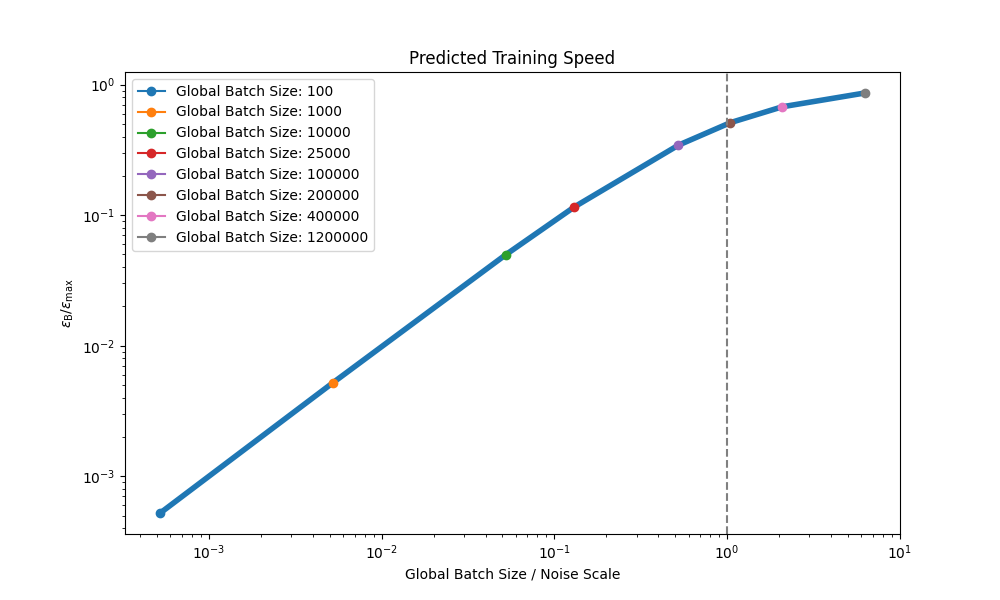 Predicted Training Speed
Global Batch Size: 100
Global Batch Size: 1000
Global Batch Size: 10000
Global Batch Size: 25000
Global Batch Size: 100000
Global Batch Size: 200000
Global Batch Size: 400000
Global Batch Size: 1200000
10⁰
10⁻¹
10⁻²
10⁻³
ϵB/ϵmax
10⁻³ 10⁻² 10⁻¹ 10⁰ 10¹
Global Batch Size / Noise Scale